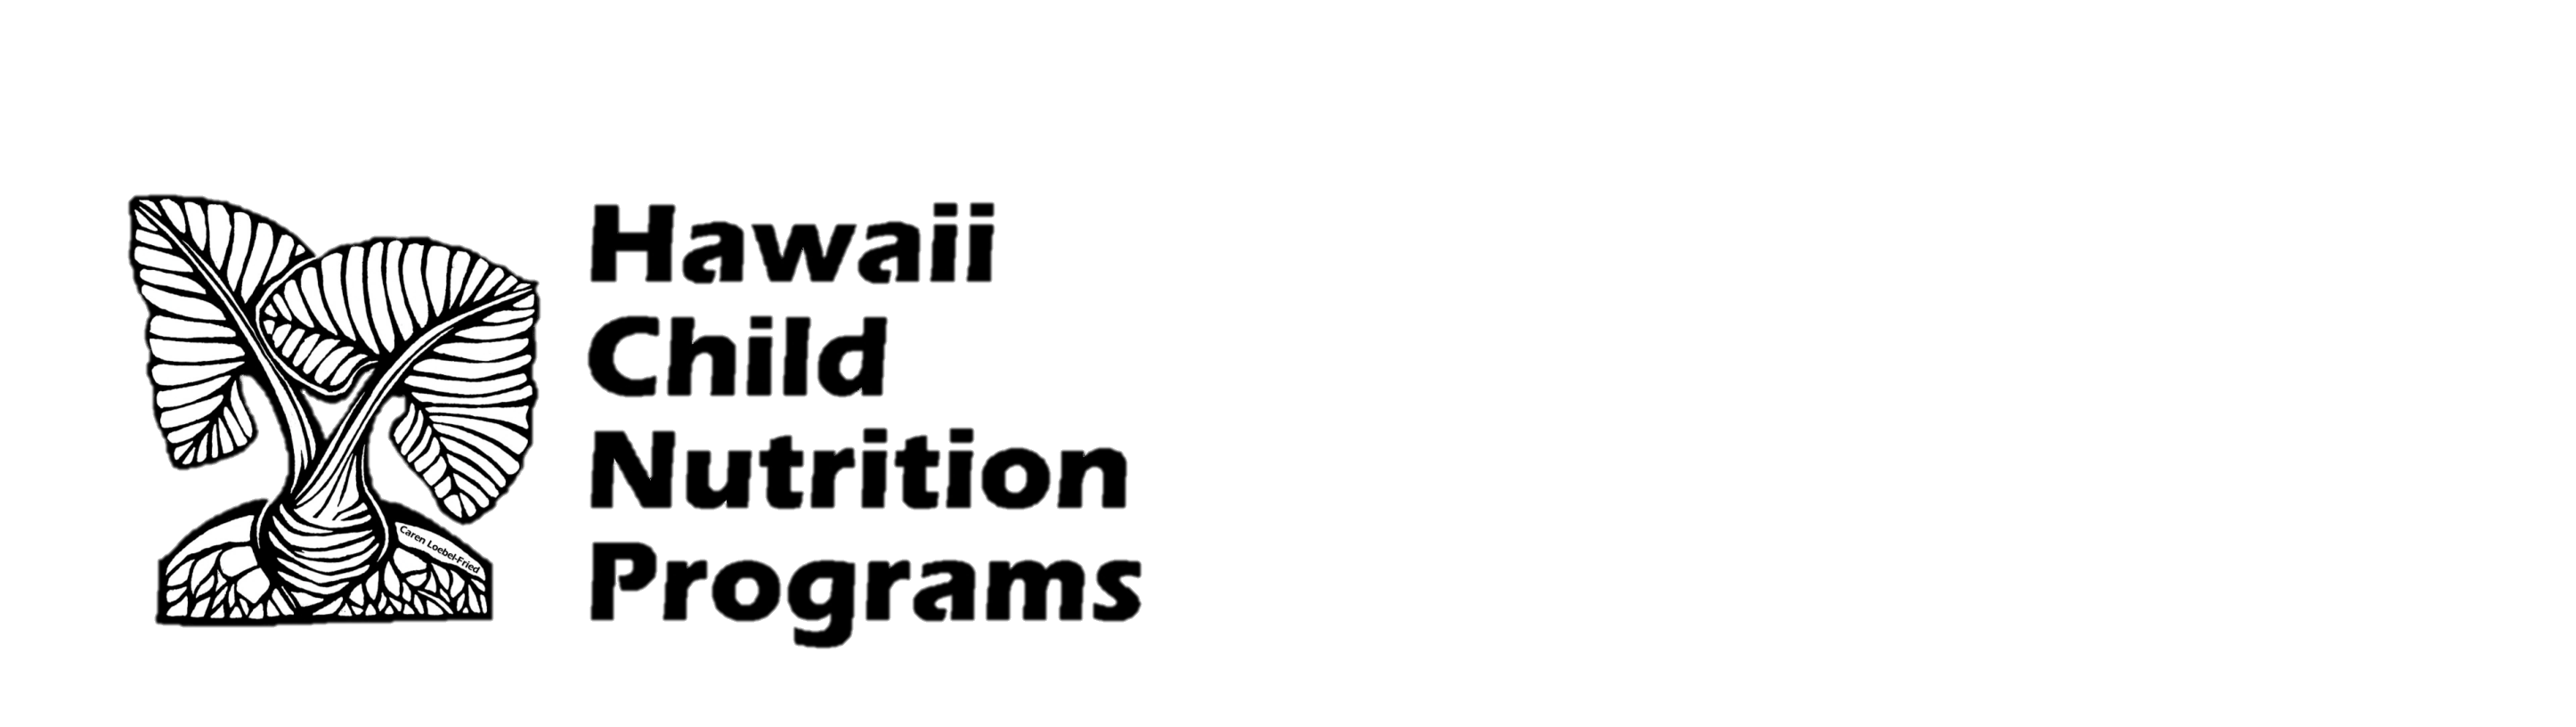 Hawaii
Child
Nutrition
Programs
Caren Loebel-Fried